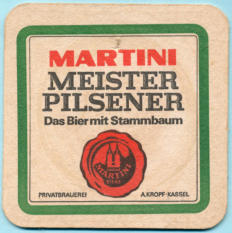 MARTINI
MEISTER
PILSENER
Das Bier mit Stammbaum
MARTINI
PRIVATBRAUEREI A.KROPF-KASSEL